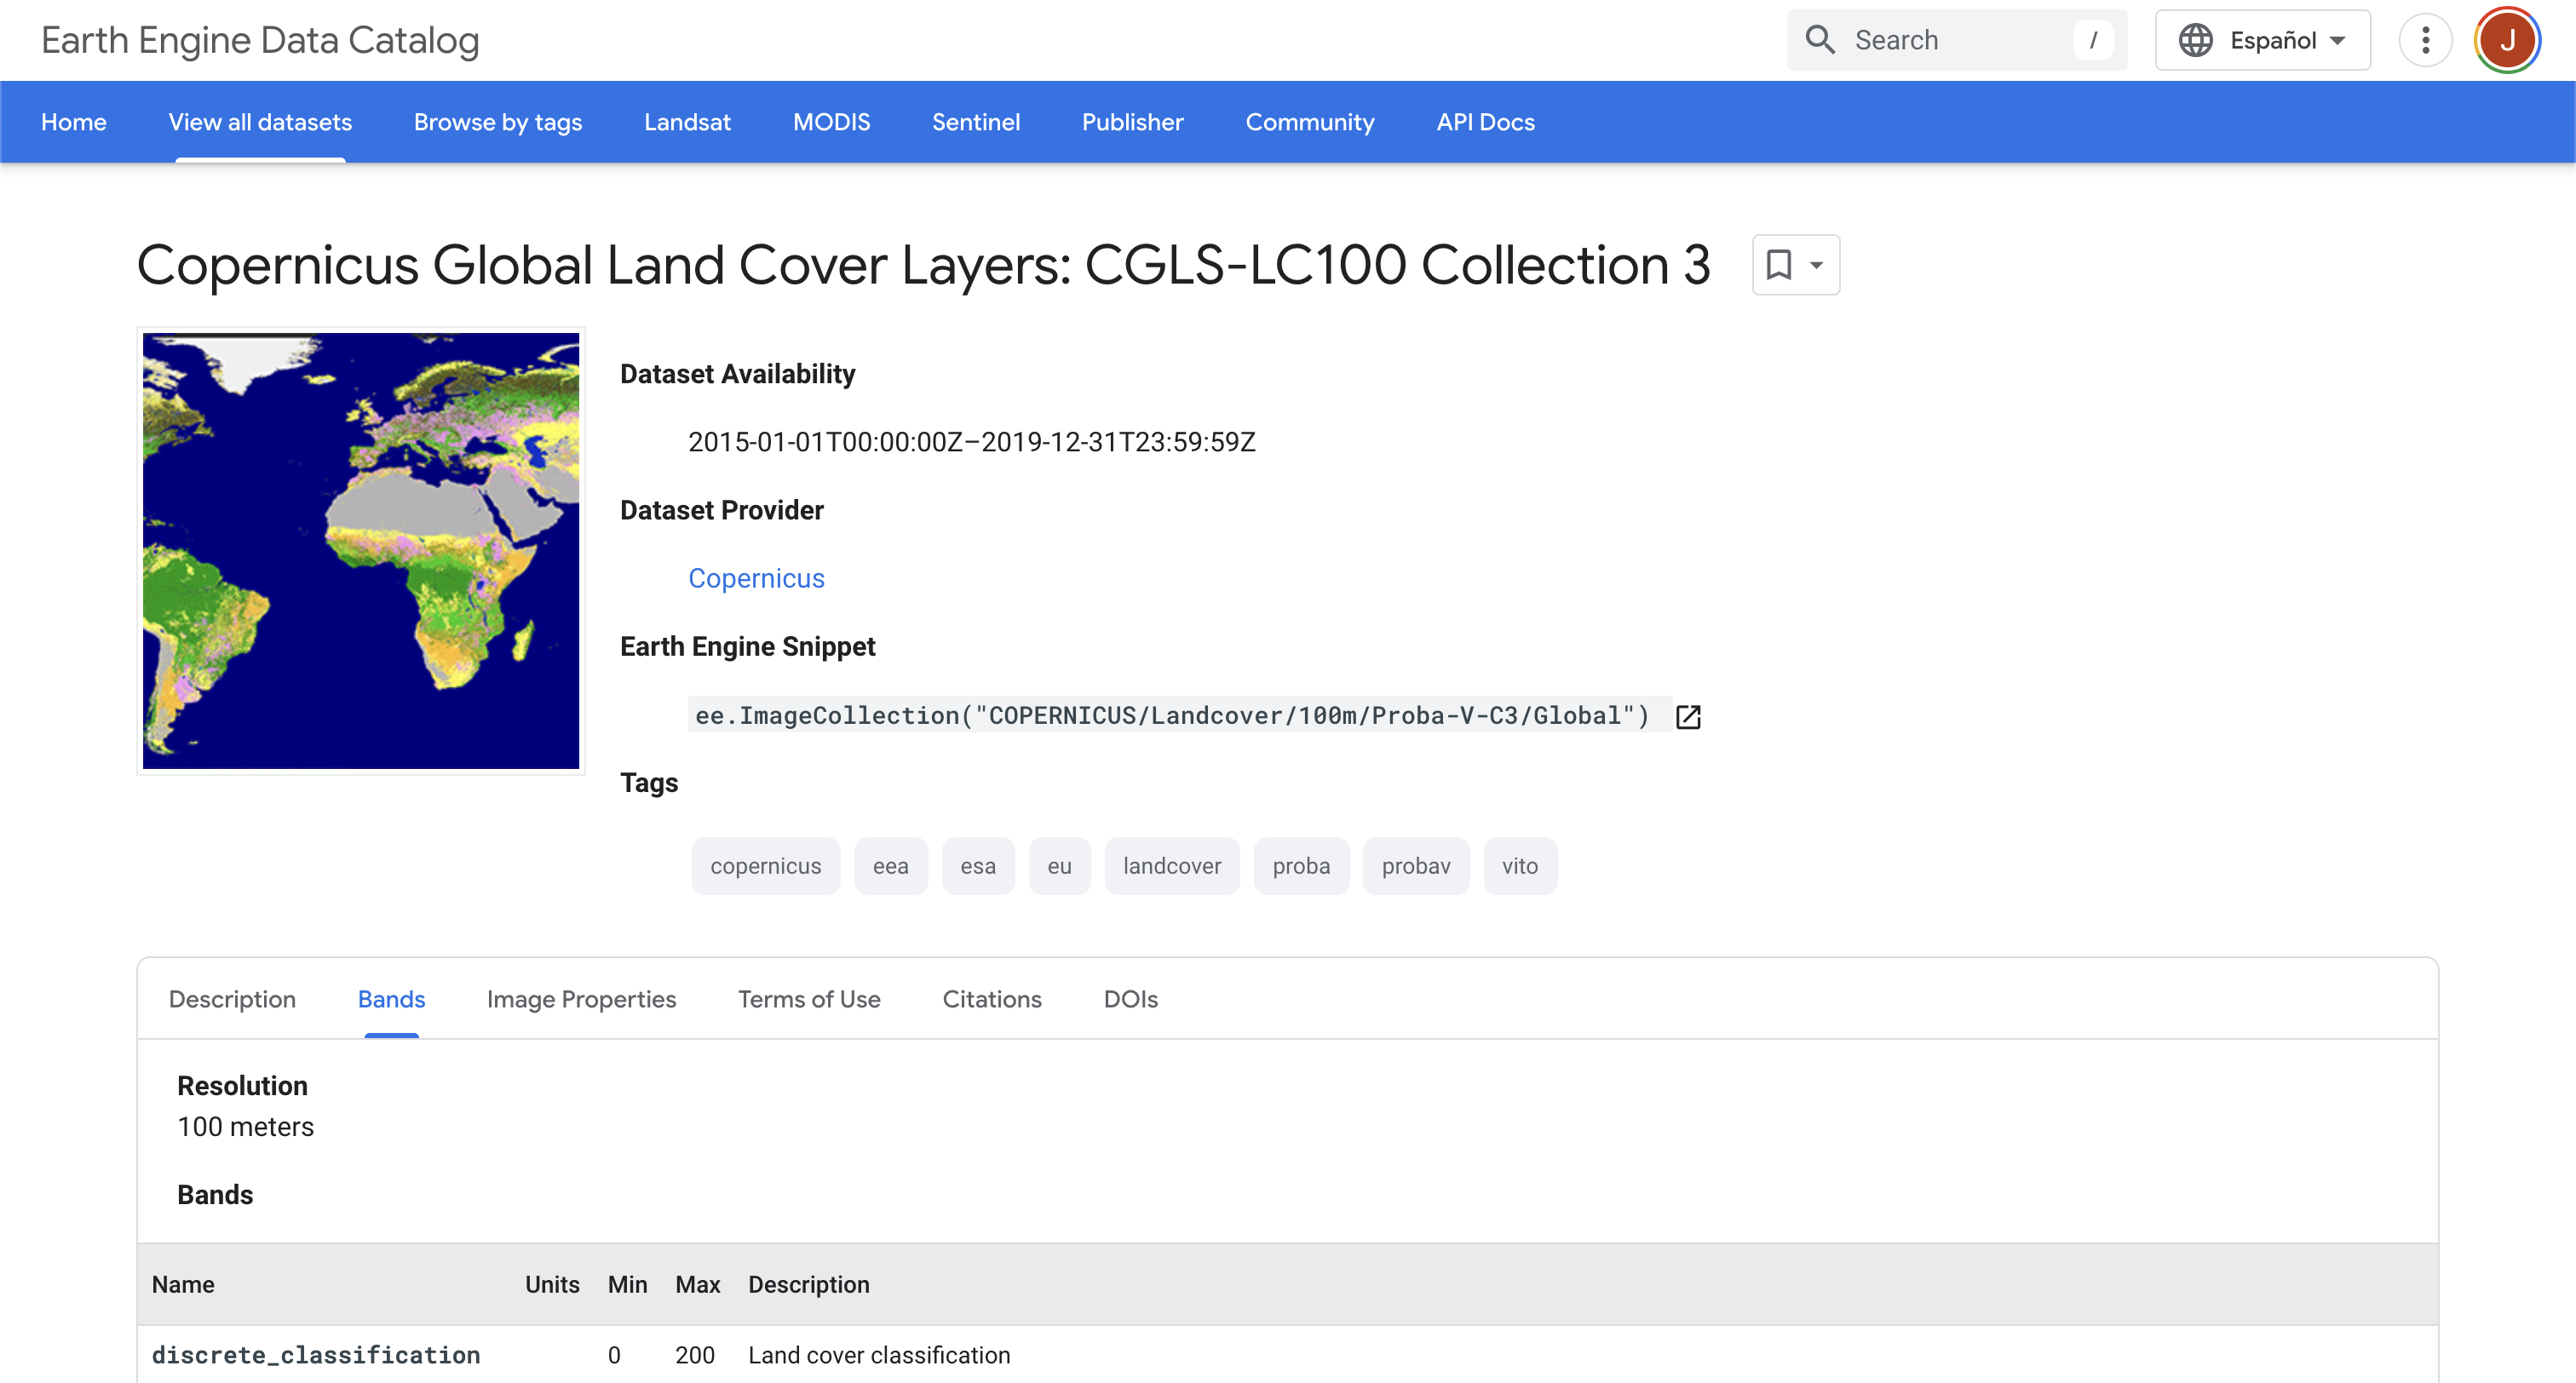 Earth Engine Data Catalog
Search
/
Español
J
Home
View all datasets
Browse by tags
Landsat
MODIS
Sentinel
Publisher
Community
API Docs
Copernicus Global Land Cover Layers: CGLS-LC100 Collection 3
Dataset Availability
2015-01-01T00:00:00Z–2019-12-31T23:59:59Z
Dataset Provider
Copernicus
Earth Engine Snippet
ee.ImageCollection("COPERNICUS/Landcover/100m/Proba-V-C3/Global")
Tags
copernicus
eea
esa
eu
landcover
proba
probav
vito
Description
Bands
Image Properties
Terms of Use
Citations
DOIs
Resolution
100 meters
Bands
Name Units Min Max Description
discrete_classification 0 200 Land cover classification